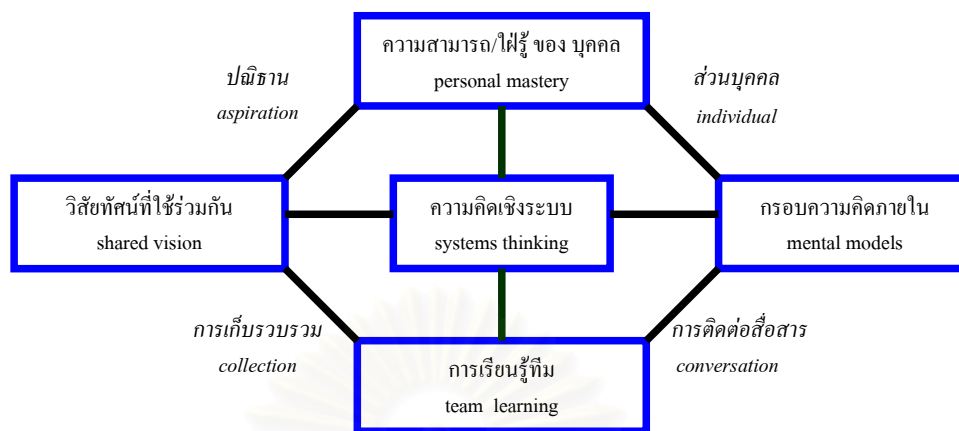 ความสามารถ/ใฝ่รู้ ของ บุคคล
personal mastery
ปณิธาน
aspiration
ส่วนบุคคล
individual
วิสัยทัศน์ที่ใช้ร่วมกัน
shared vision
ความคิดเชิงระบบ
systems thinking
กรอบความคิดภายใน
mental models
การเก็บรวบรวม
collection
การติดต่อสื่อสาร
conversation
การเรียนรู้ทีม
team learning